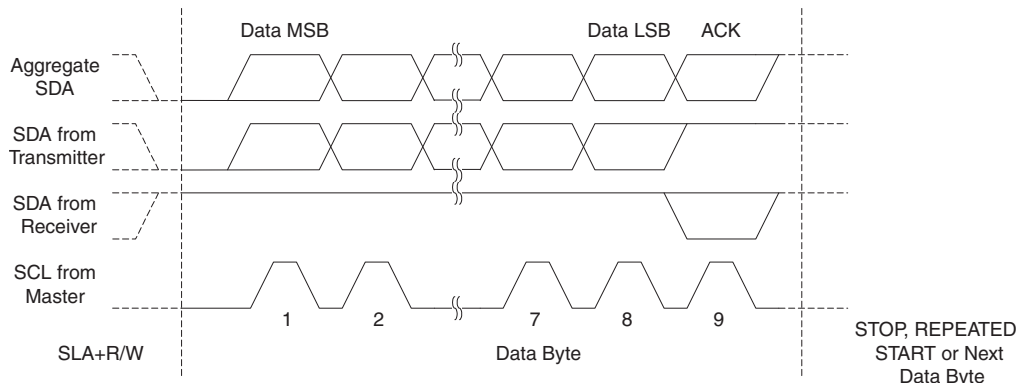 Data MSB
Data LSB
ACK
Aggregate
SDA
SDA from
Transmitter
SDA from
Receiver
SCL from
Master
1
2
7
8
9
SLA+R/W
Data Byte
STOP, REPEATED
START or Next
Data Byte